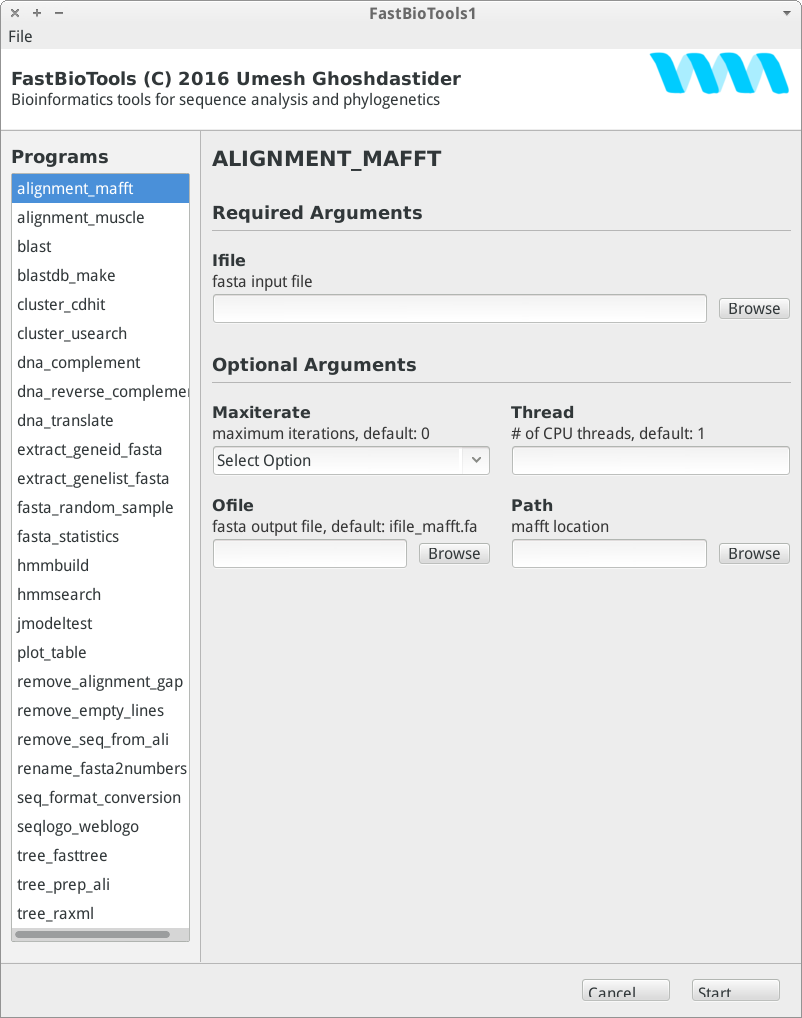 FastBioTools1
File
FastBioTools (C) 2016 Umesh Ghoshdastider
Bioinformatics tools for sequence analysis and phylogenetics
Programs
alignment_mafft
alignment_muscle
blast
blastdb_make
cluster_cdhit
cluster_usearch
dna_complement
dna_reverse_complemen
dna_translate
extract_geneid_fasta
extract_genelist_fasta
fasta_random_sample
fasta_statistics
hmmbuild
hmmsearch
jmodeltest
plot_table
remove_alignment_gap
remove_empty_lines
remove_seq_from_ali
rename_fasta2numbers
seq_format_conversion
seqlogo_weblogo
tree_fasttree
tree_prep_ali
tree_raxml
ALIGNMENT_MAFFT
Required Arguments
Ifile
fasta input file
Browse
Optional Arguments
Maxiterate
maximum iterations, default: 0
Select Option
Thread
# of CPU threads, default: 1
Ofile
fasta output file, default: ifile_mafft.fa
Browse
Path
mafft location
Browse
Cancel
Start